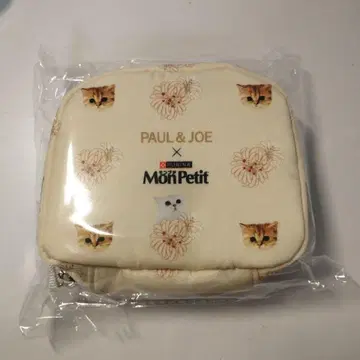 PAUL & JOE
×
PURINA
MonPetit